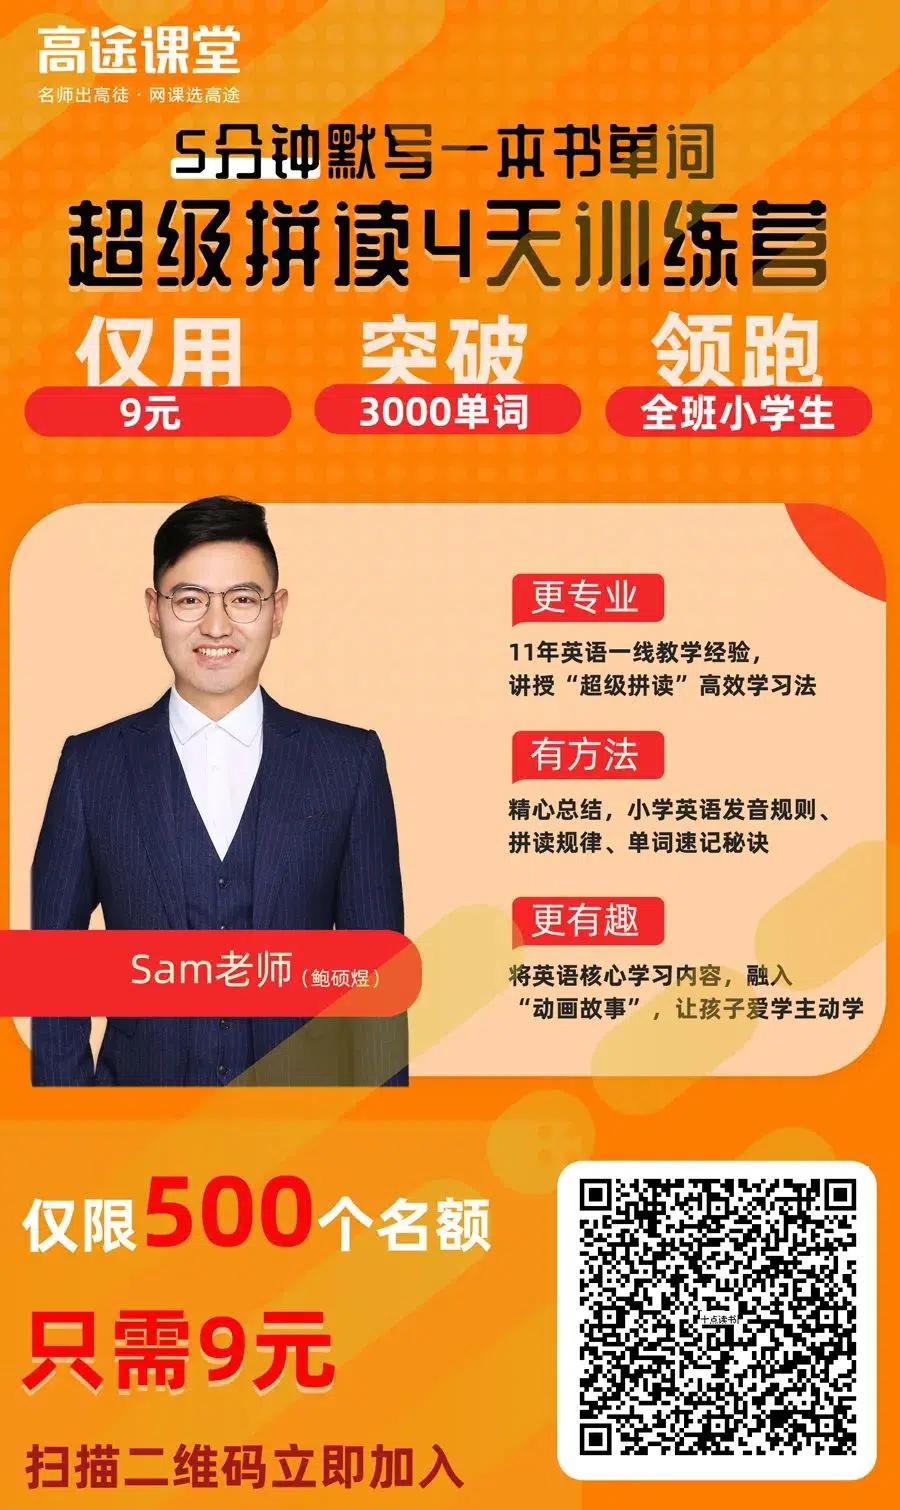 高途课堂
名师出高徒 · 网课选高途
5分钟默写一本书单词
超级拼读4天训练营
仅用
9元
突破
3000单词
领跑
全班小学生
更专业
11年英语一线教学经验，
讲授“超级拼读”高效学习法
有方法
精心总结，小学英语发音规则、
拼读规律、单词速记秘诀
更有趣
将英语核心学习内容，融入
“动画故事”，让孩子爱学主动学
Sam老师（鲍硕煜）
仅限500个名额
只需9元
扫描二维码立即加入
十点读书